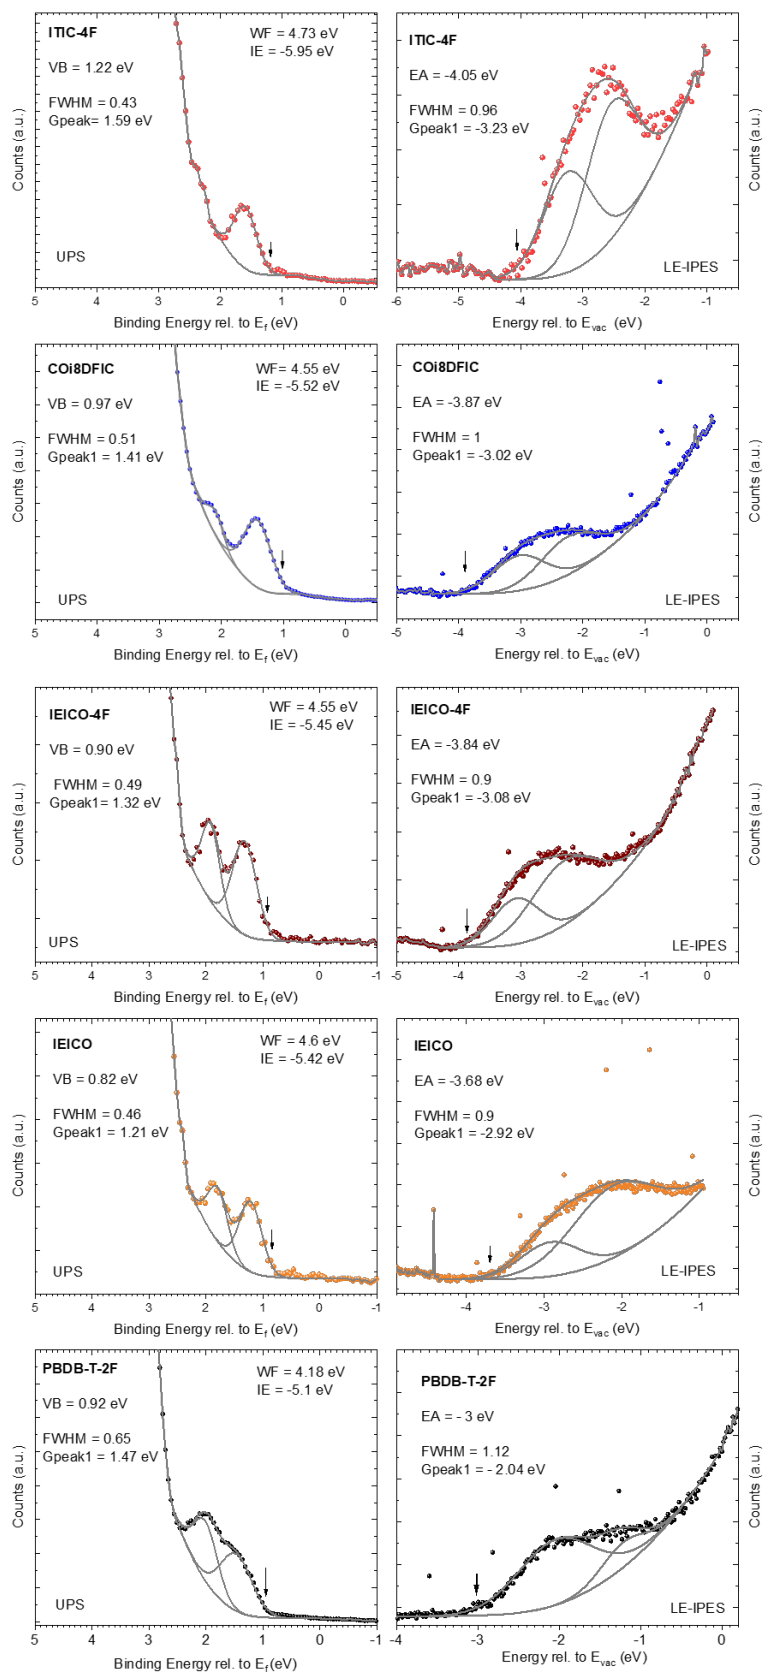 ITIC-4F
WF = 4.73 eV
IE = -5.95 eV
VB = 1.22 eV
FWHM = 0.43
Gpeak= 1.59 eV
Counts (a.u.)
UPS
5 4 3 2 1 0
Binding Energy rel. to Ef (eV)
ITIC-4F
EA = -4.05 eV
FWHM = 0.96
Gpeak1 = -3.23 eV
Counts (a.u.)
LE-IPES
-6 -5 -4 -3 -2 -1
Energy rel. to Evac (eV)
COi8DFIC
WF= 4.55 eV
IE = -5.52 eV
VB = 0.97 eV
FWHM = 0.51
Gpeak1 = 1.41 eV
Counts (a.u.)
UPS
5 4 3 2 1 0
Binding Energy rel. to Ef (eV)
COi8DFIC
EA = -3.87 eV
FWHM = 1
Gpeak1 = -3.02 eV
Counts (a.u.)
LE-IPES
-5 -4 -3 -2 -1 0
Energy rel. to Evac (eV)
IEICO-4F
WF = 4.55 eV
IE = -5.45 eV
VB = 0.90 eV
FWHM = 0.49
Gpeak1= 1.32 eV
Counts (a.u.)
UPS
5 4 3 2 1 0 -1
Binding Energy rel. to Ef (eV)
IEICO-4F
EA = -3.84 eV
FWHM = 0.9
Gpeak1 = -3.08 eV
Counts (a.u.)
LE-IPES
-5 -4 -3 -2 -1 0
Energy rel. to Evac (eV)
IEICO
WF = 4.6 eV
IE = -5.42 eV
VB = 0.82 eV
FWHM = 0.46
Gpeak1 = 1.21 eV
Counts (a.u.)
UPS
5 4 3 2 1 0 -1
Binding Energy rel. to Ef (eV)
IEICO
EA = -3.68 eV
FWHM = 0.9
Gpeak1 = -2.92 eV
Counts (a.u.)
LE-IPES
-4 -3 -2 -1
Energy rel. to Evac (eV)
PBDB-T-2F
WF = 4.18 eV
IE = -5.1 eV
VB = 0.92 eV
FWHM = 0.65
Gpeak1 = 1.47 eV
Counts (a.u.)
UPS
5 4 3 2 1 0 -1
Binding Energy rel. to Ef (eV)
PBDB-T-2F
EA = - 3 eV
FWHM = 1.12
Gpeak1 = - 2.04 eV
Counts (a.u.)
LE-IPES
-4 -3 -2 -1 0
Energy rel. to Evac (eV)